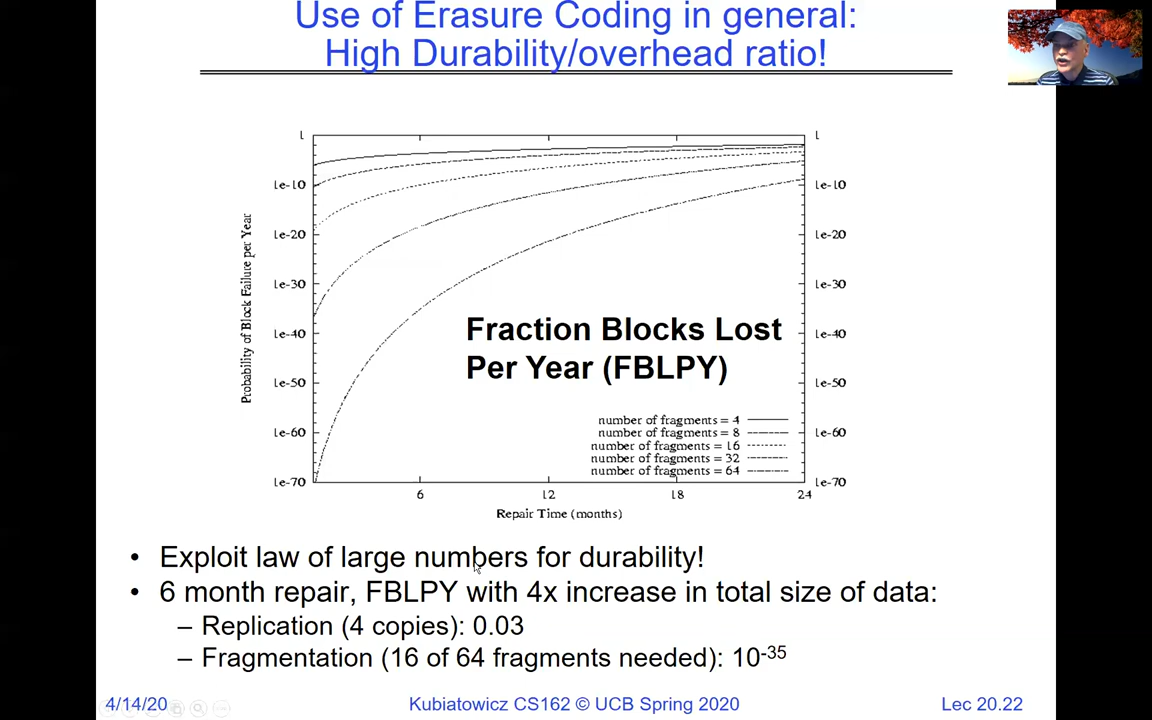 Use of Erasure Coding in general:
High Durability/overhead ratio!
1
1e-10
1e-20
1e-30
1e-40
1e-50
1e-60
1e-70
Probability of Block Failure per Year
1
1e-10
1e-20
1e-30
1e-40
1e-50
1e-60
1e-70
Fraction Blocks Lost
Per Year (FBLPY)
number of fragments = 4
number of fragments = 8
number of fragments = 16
number of fragments = 32
number of fragments = 64
6 12 18 24
Repair Time (months)
• Exploit law of large numbers for durability!
• 6 month repair, FBLPY with 4x increase in total size of data:
– Replication (4 copies): 0.03
– Fragmentation (16 of 64 fragments needed): 10⁻³⁵
4/14/20 Kubiatowicz CS162 © UCB Spring 2020 Lec 20.22